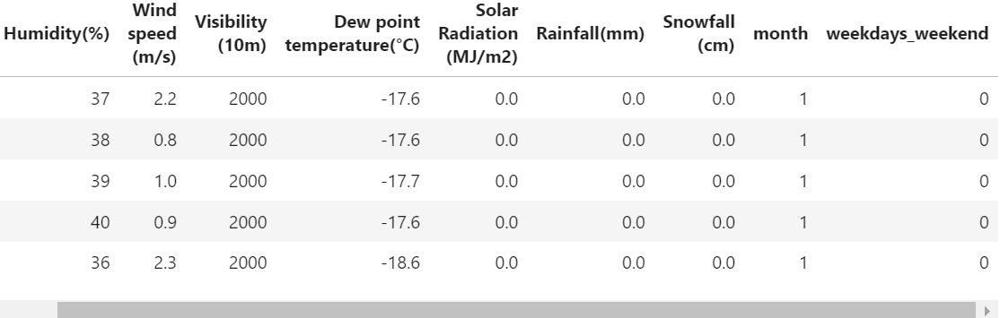 Humidity(%) Wind speed (m/s) Visibility (10m) Dew point temperature(°C) Solar Radiation (MJ/m2) Rainfall(mm) Snowfall (cm) month weekdays_weekend
37 2.2 2000 -17.6 0.0 0.0 0.0 1 0
38 0.8 2000 -17.6 0.0 0.0 0.0 1 0
39 1.0 2000 -17.7 0.0 0.0 0.0 1 0
40 0.9 2000 -17.6 0.0 0.0 0.0 1 0
36 2.3 2000 -18.6 0.0 0.0 0.0 1 0